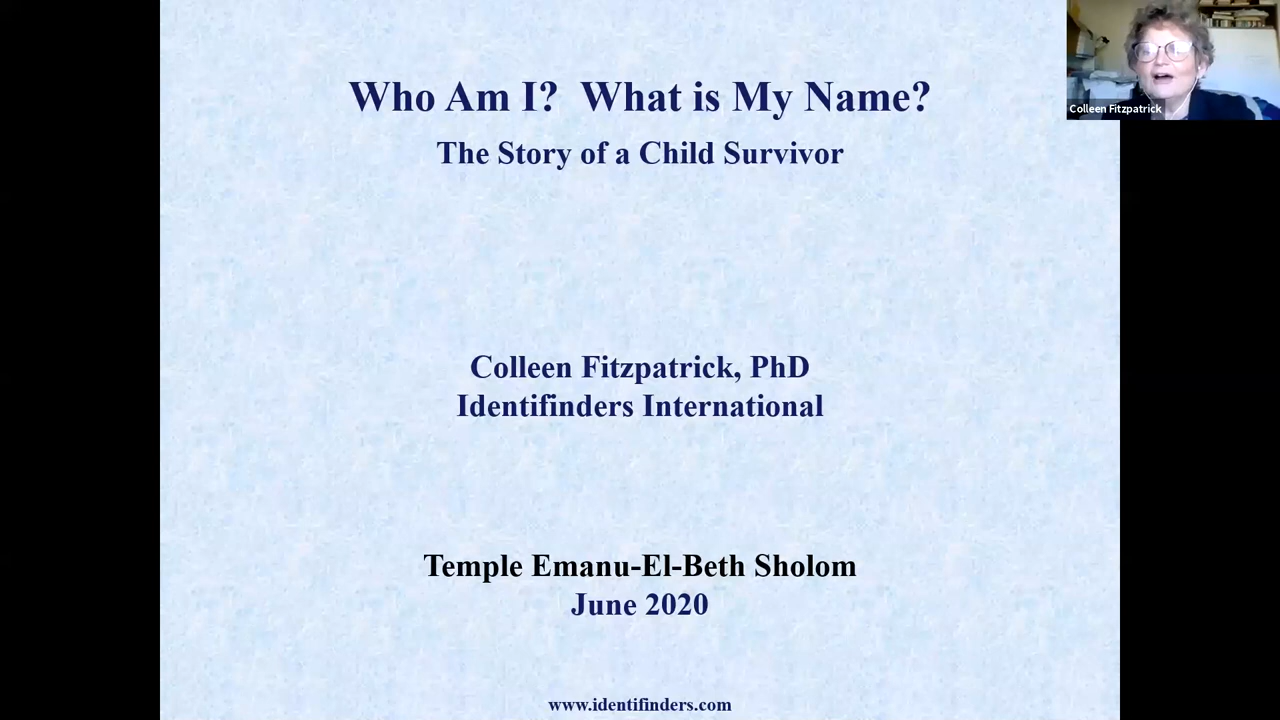 Who Am I?  What is My Name?
The Story of a Child Survivor
Colleen Fitzpatrick
Colleen Fitzpatrick, PhD
Identifinders International
Temple Emanu-El-Beth Sholom
June 2020
www.identifinders.com